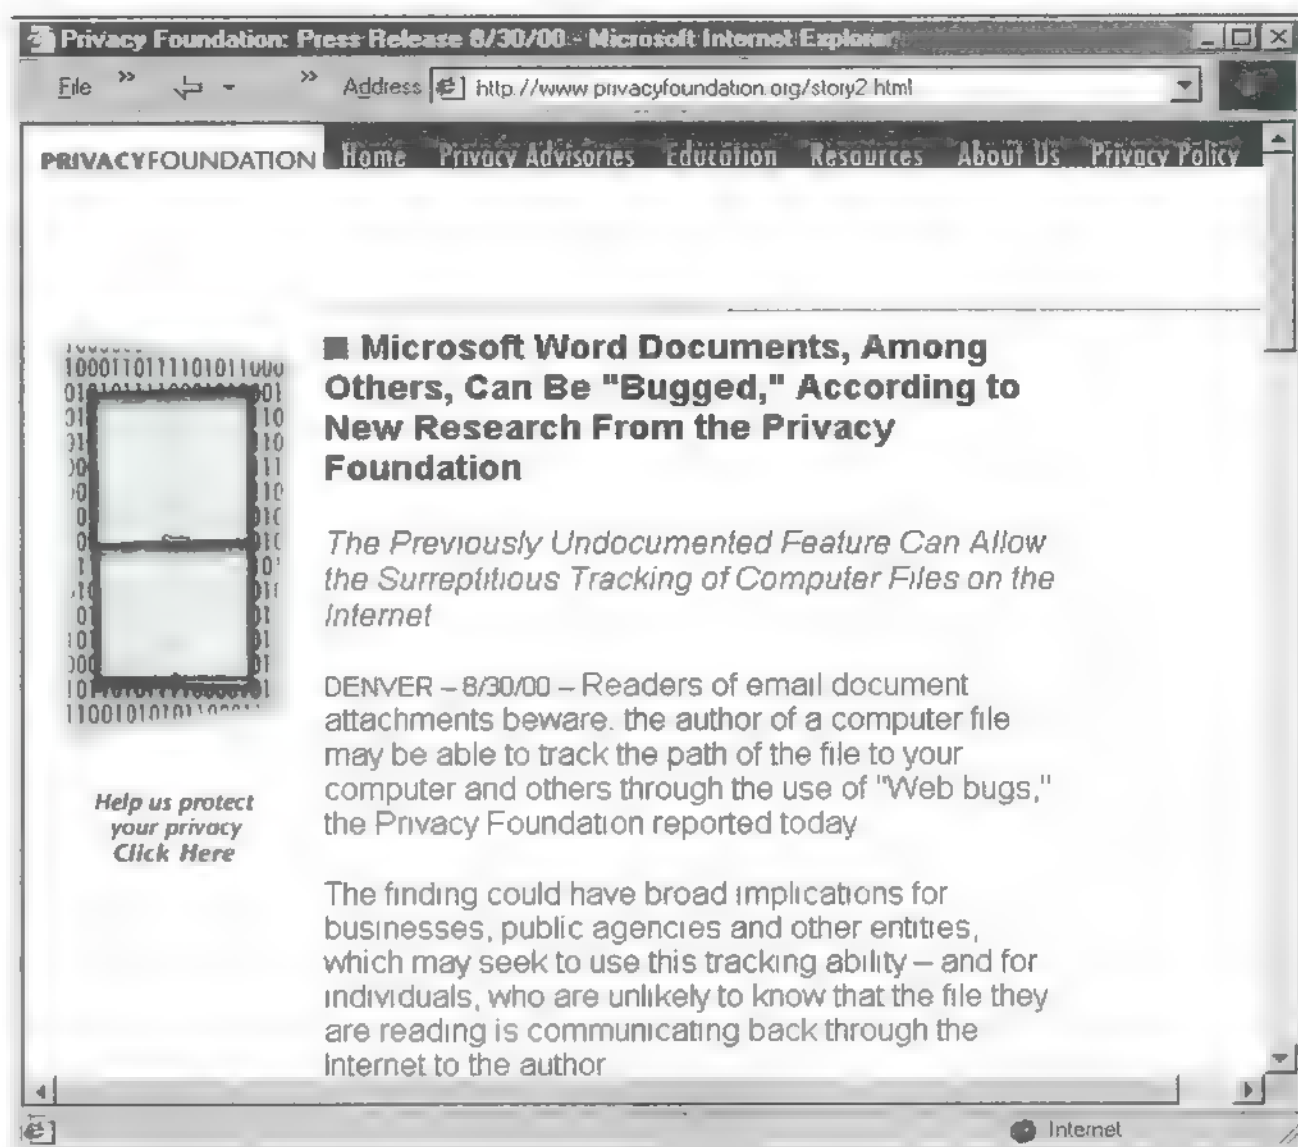 Privacy Foundation: Press Release 8/30/00 - Microsoft Internet Explorer
File » » Address http://www.privacyfoundation.org/story2.html
PRIVACYFOUNDATION Home Privacy Advisories Education Resources About Us Privacy Policy
■ Microsoft Word Documents, Among
Others, Can Be "Bugged," According to
New Research From the Privacy
Foundation
The Previously Undocumented Feature Can Allow
the Surreptitious Tracking of Computer Files on the
Internet
DENVER – 8/30/00 – Readers of email document
attachments beware. the author of a computer file
may be able to track the path of the file to your
computer and others through the use of "Web bugs,"
the Privacy Foundation reported today
Help us protect
your privacy
Click Here
The finding could have broad implications for
businesses, public agencies and other entities,
which may seek to use this tracking ability – and for
individuals, who are unlikely to know that the file they
are reading is communicating back through the
Internet to the author
Internet